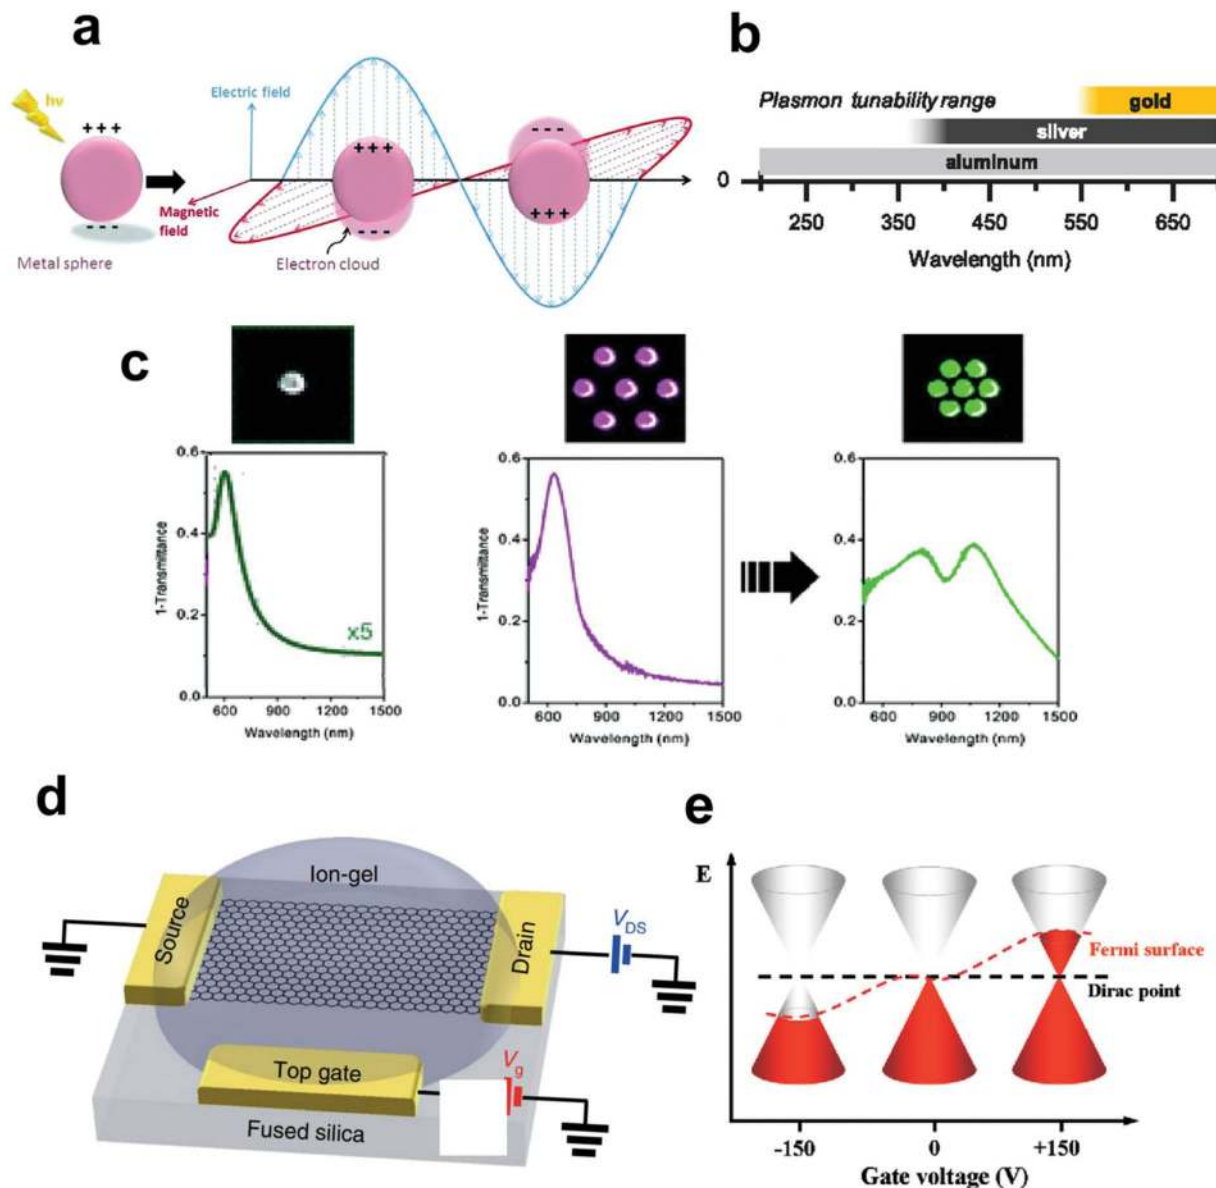 a
hν
+ + +
- - -
Metal sphere
Electric field
Magnetic
field
+ + +
- - -
Electron cloud
- - -
+ + +
b
Plasmon tunability range
gold
silver
aluminum
0
250
350
450
550
650
Wavelength (nm)
c
0.6
0.4
0.2
0.0
1-Transmittance
x5
600
900
1200
1500
Wavelength (nm)
0.6
0.4
0.2
0.0
1-Transmittance
600
900
1200
1500
Wavelength (nm)
0.6
0.4
0.2
0.0
600
900
1200
1500
Wavelength (nm)
d
Ion-gel
Source
Drain
VDS
Top gate
Vg
Fused silica
e
E
Fermi surface
Dirac point
-150
0
+150
Gate voltage (V)